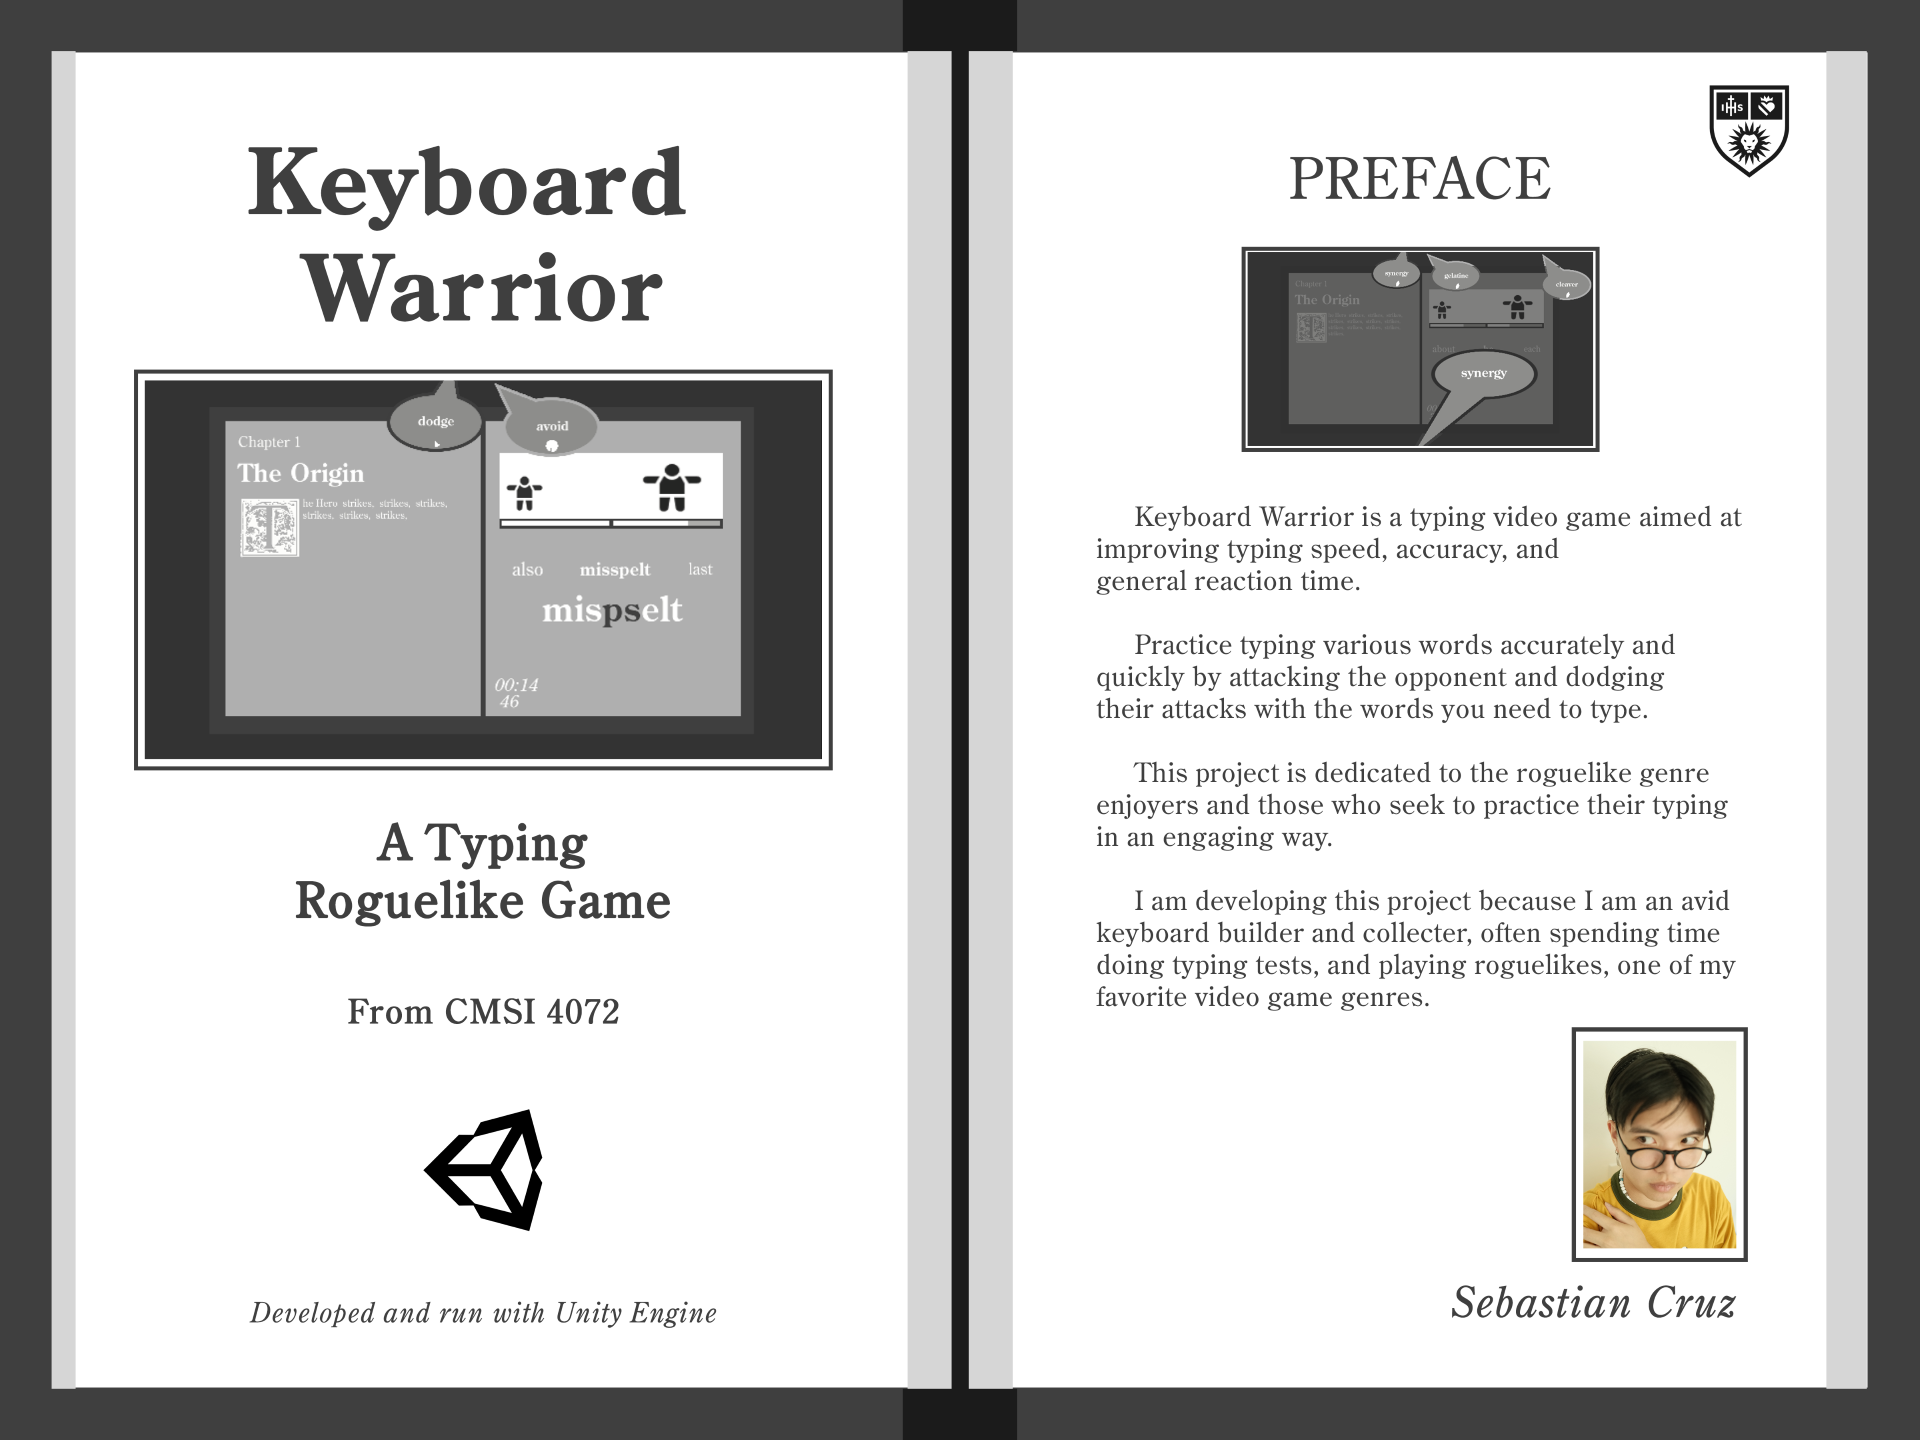 Keyboard
Warrior
dodge
avoid
Chapter 1
The Origin
The Hero strikes, strikes, strikes,
strikes, strikes, strikes.
also misspelt last
mispselt
00:14
46
A Typing
Roguelike Game
From CMSI 4072
Developed and run with Unity Engine
IHS
PREFACE
synergy
gelatine
cleaver
Chapter 1
The Origin
about
each
synergy
Keyboard Warrior is a typing video game aimed at
improving typing speed, accuracy, and
general reaction time.
Practice typing various words accurately and
quickly by attacking the opponent and dodging
their attacks with the words you need to type.
This project is dedicated to the roguelike genre
enjoyers and those who seek to practice their typing
in an engaging way.
I am developing this project because I am an avid
keyboard builder and collecter, often spending time
doing typing tests, and playing roguelikes, one of my
favorite video game genres.
Sebastian Cruz